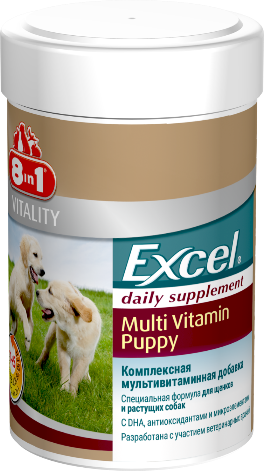 8in1®
VITALITY
Excel®
daily supplement
Multi Vitamin
Puppy
Комплексная
мультивитаминная добавка
Специальная формула для щенков
и растущих собак
С DHA, антиоксидантами и микроэлементами
Разработана с участием ветеринарных врачей